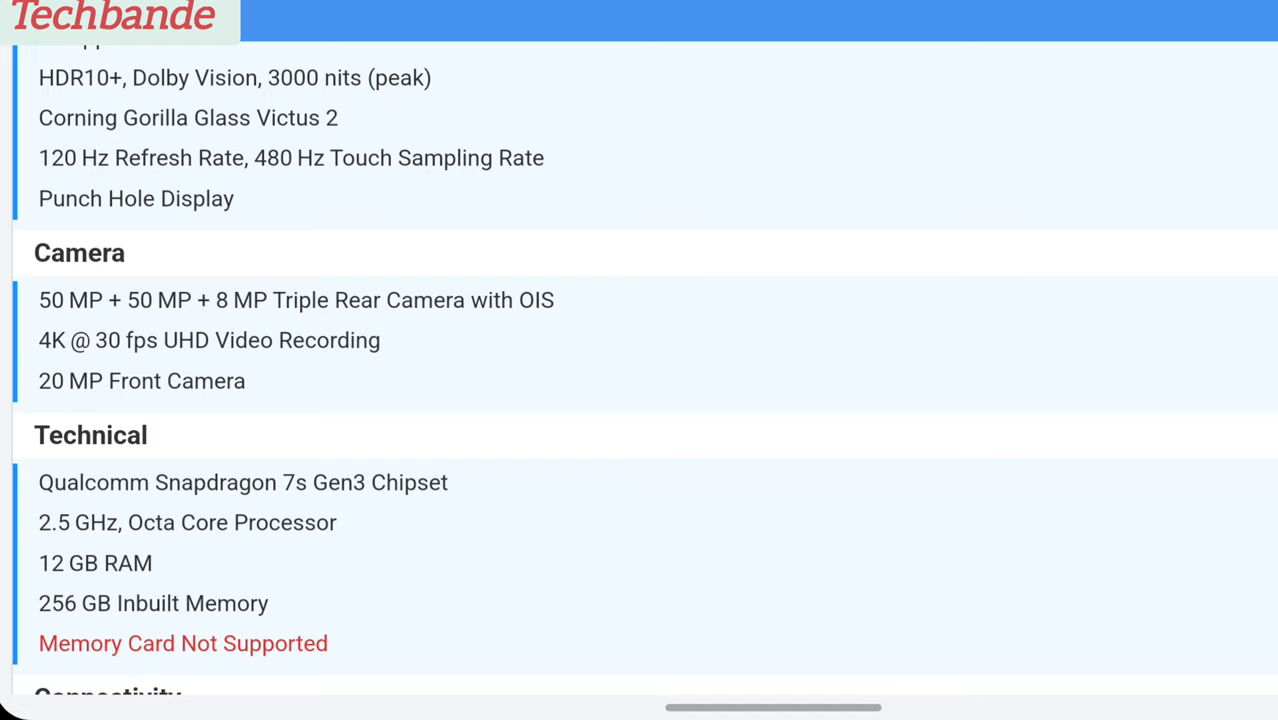 Techbande
HDR10+, Dolby Vision, 3000 nits (peak)
Corning Gorilla Glass Victus 2
120 Hz Refresh Rate, 480 Hz Touch Sampling Rate
Punch Hole Display
Camera
50 MP + 50 MP + 8 MP Triple Rear Camera with OIS
4K @ 30 fps UHD Video Recording
20 MP Front Camera
Technical
Qualcomm Snapdragon 7s Gen3 Chipset
2.5 GHz, Octa Core Processor
12 GB RAM
256 GB Inbuilt Memory
Memory Card Not Supported
Connectivity